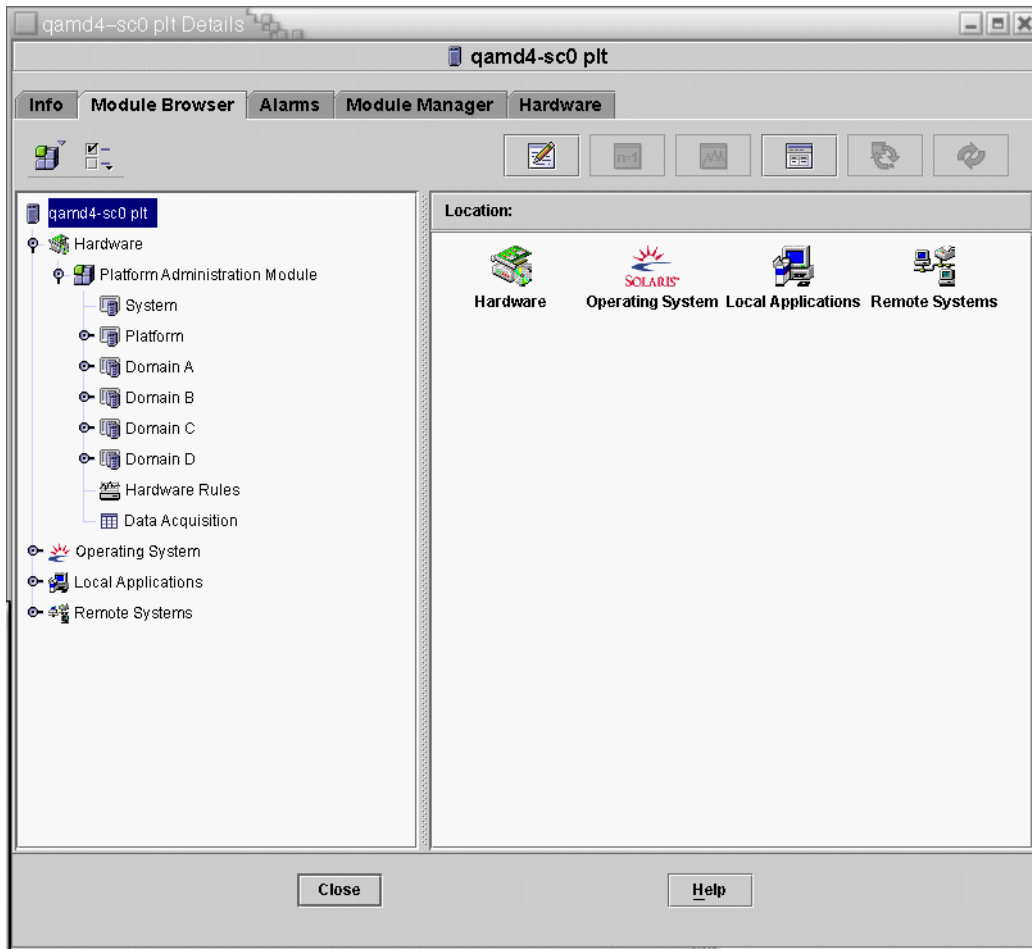 qamd4-sc0 plt Details
qamd4-sc0 plt
Info Module Browser Alarms Module Manager Hardware
n=1
qamd4-sc0 plt
Hardware
Platform Administration Module
System
Platform
Domain A
Domain B
Domain C
Domain D
Hardware Rules
Data Acquisition
Operating System
Local Applications
Remote Systems
Location:
SOLARIS
Hardware Operating System Local Applications Remote Systems
Close Help